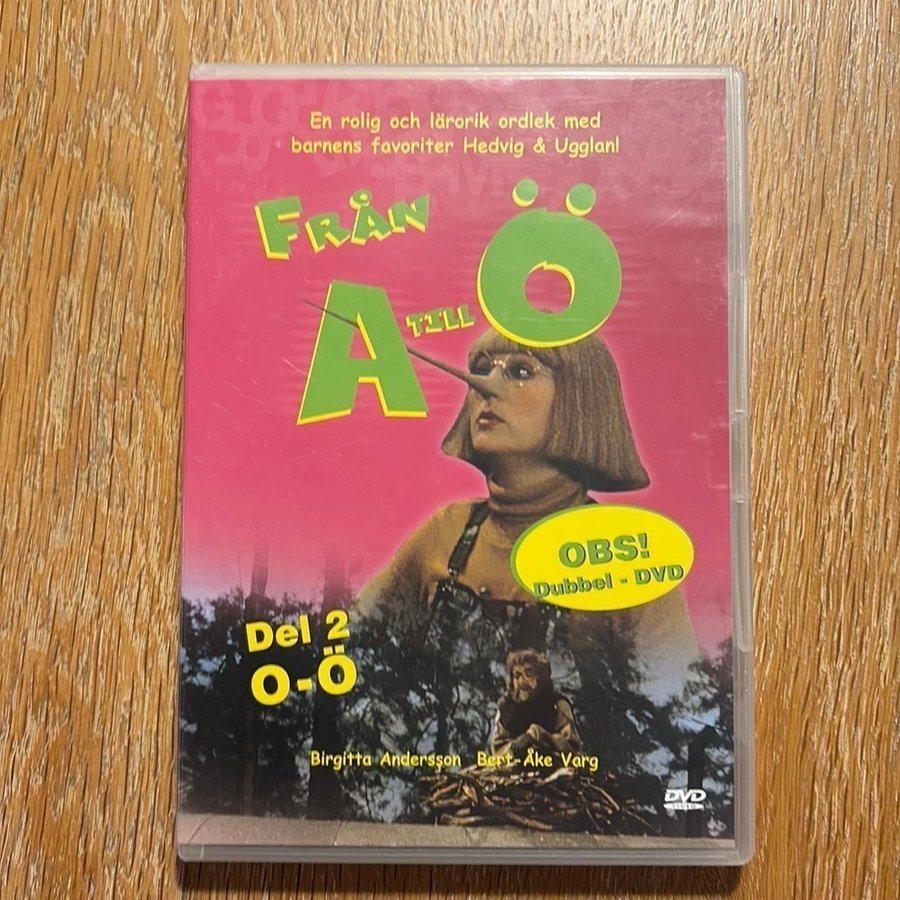 En rolig och lärorik ordlek med
barnens favoriter Hedvig & Ugglan!
FRÅN
A TILL Ö
OBS!
Dubbel - DVD
Del 2
O-Ö
Birgitta Andersson Bert-Åke Varg
DVD
VIDEO